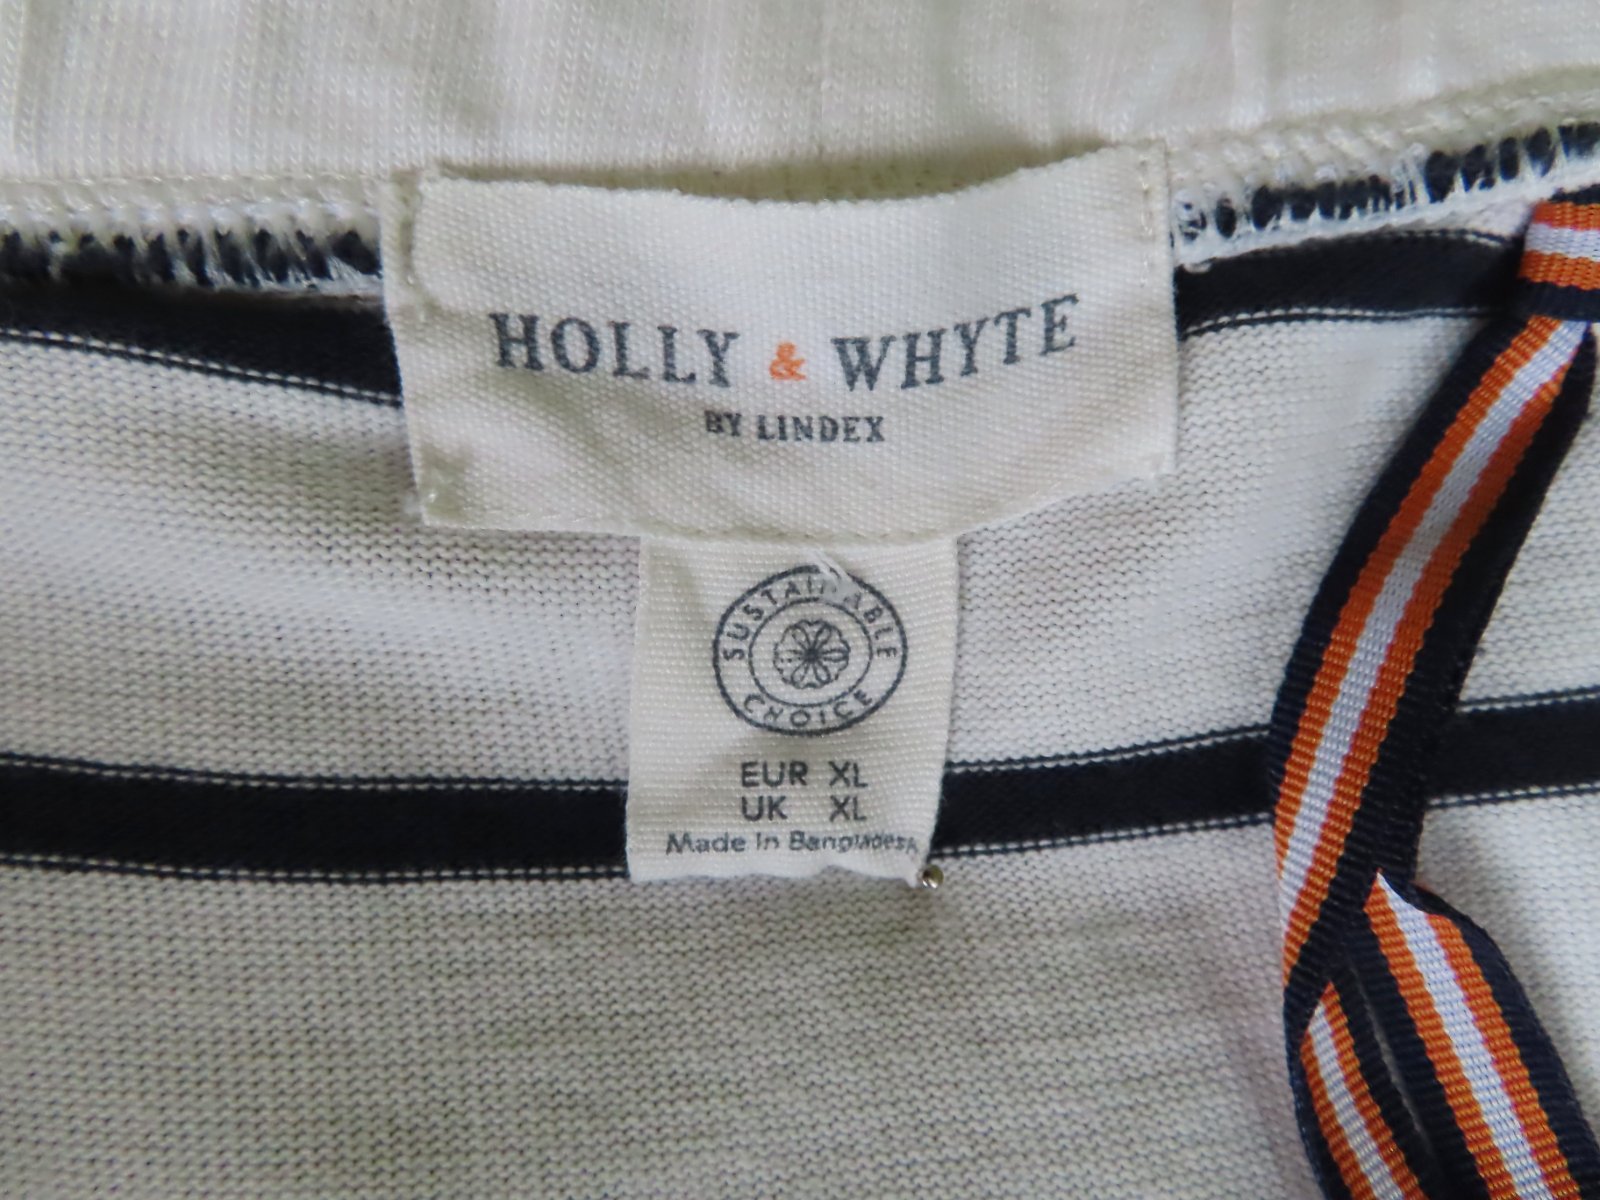 HOLLY & WHYTE
BY LINDEX
SUSTAINABLE
CHOICE
EUR XL
UK XL
Made in Bangladesh